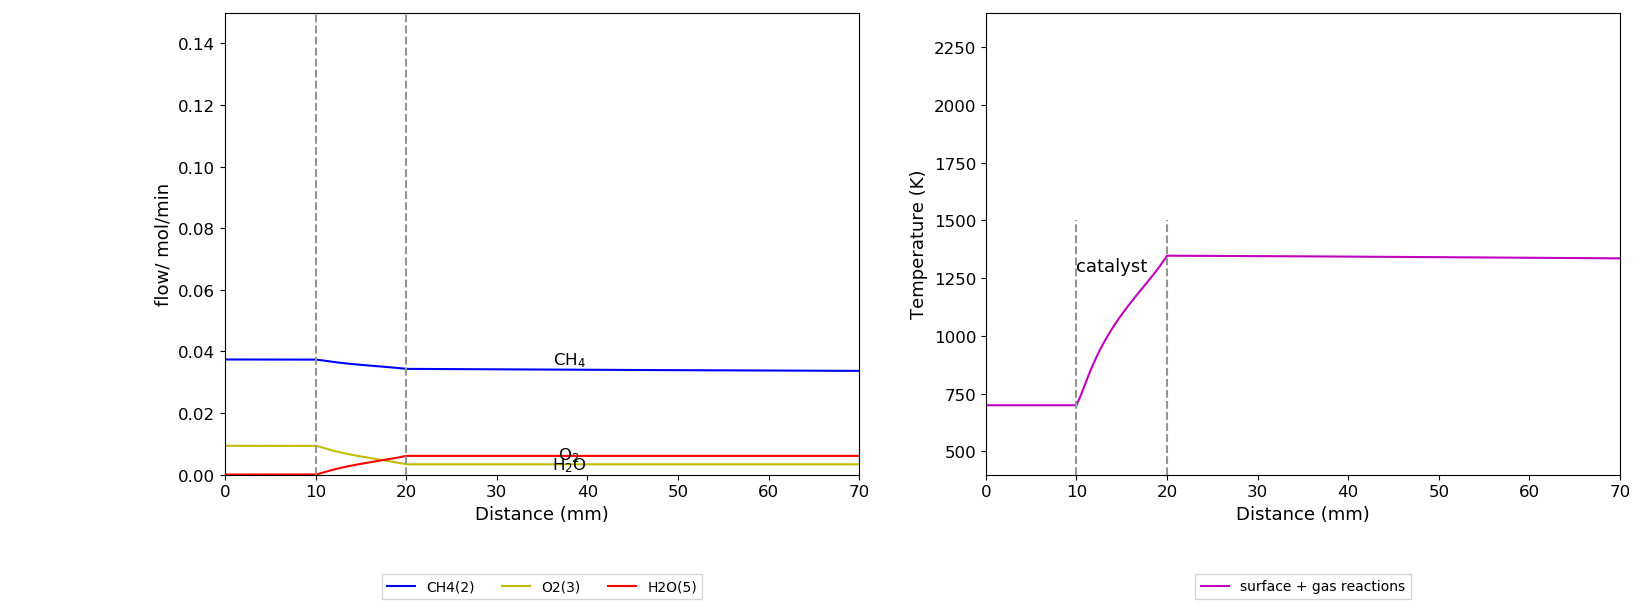 0.14
0.12
0.10
0.08
0.06
0.04
0.02
0.00
flow/ mol/min
CH₄
O₂
H₂O
0 10 20 30 40 50 60 70
Distance (mm)
CH4(2) O2(3) H2O(5)
2250
2000
1750
1500
1250
1000
750
500
Temperature (K)
catalyst
0 10 20 30 40 50 60 70
Distance (mm)
surface + gas reactions